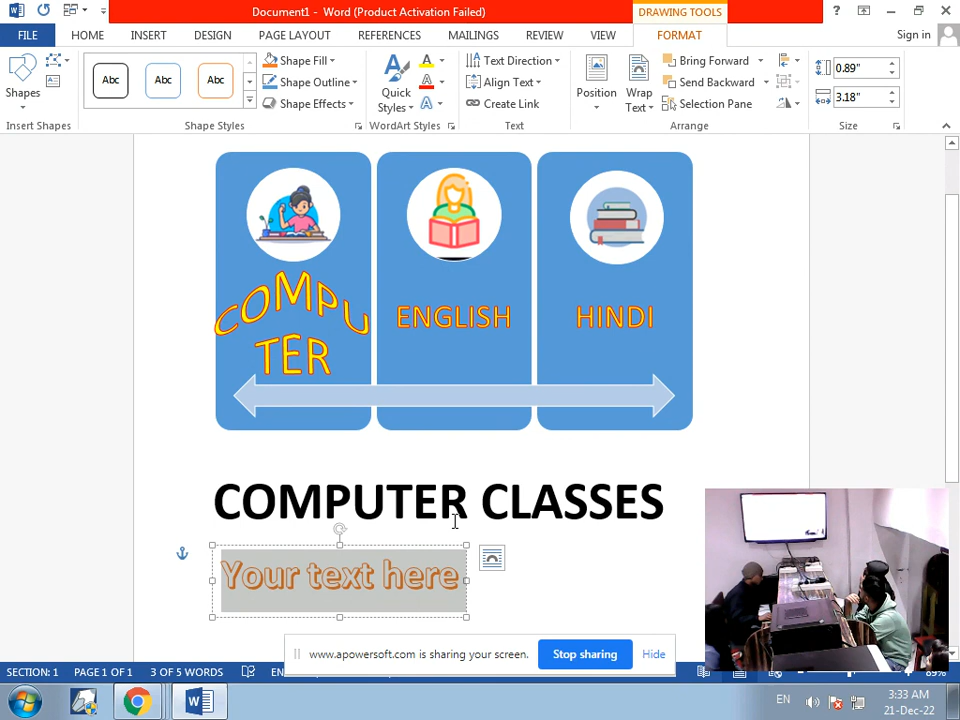 Document1 - Word (Product Activation Failed)
DRAWING TOOLS
?
FILE HOME INSERT DESIGN PAGE LAYOUT REFERENCES MAILINGS REVIEW VIEW FORMAT Sign in
Shapes
Abc Abc Abc
Shape Fill
Shape Outline
Shape Effects
Quick
Styles
Text Direction
Align Text
Create Link
Position
Wrap
Text
Bring Forward
Send Backward
Selection Pane
0.89"
3.18"
Insert Shapes Shape Styles WordArt Styles Text Arrange Size
COMPU
TER
ENGLISH
HINDI
COMPUTER CLASSES
Your text here
www.apowersoft.com is sharing your screen. Stop sharing Hide
SECTION: 1 PAGE 1 OF 1 3 OF 5 WORDS 89%
EN
3:33 AM
21-Dec-22